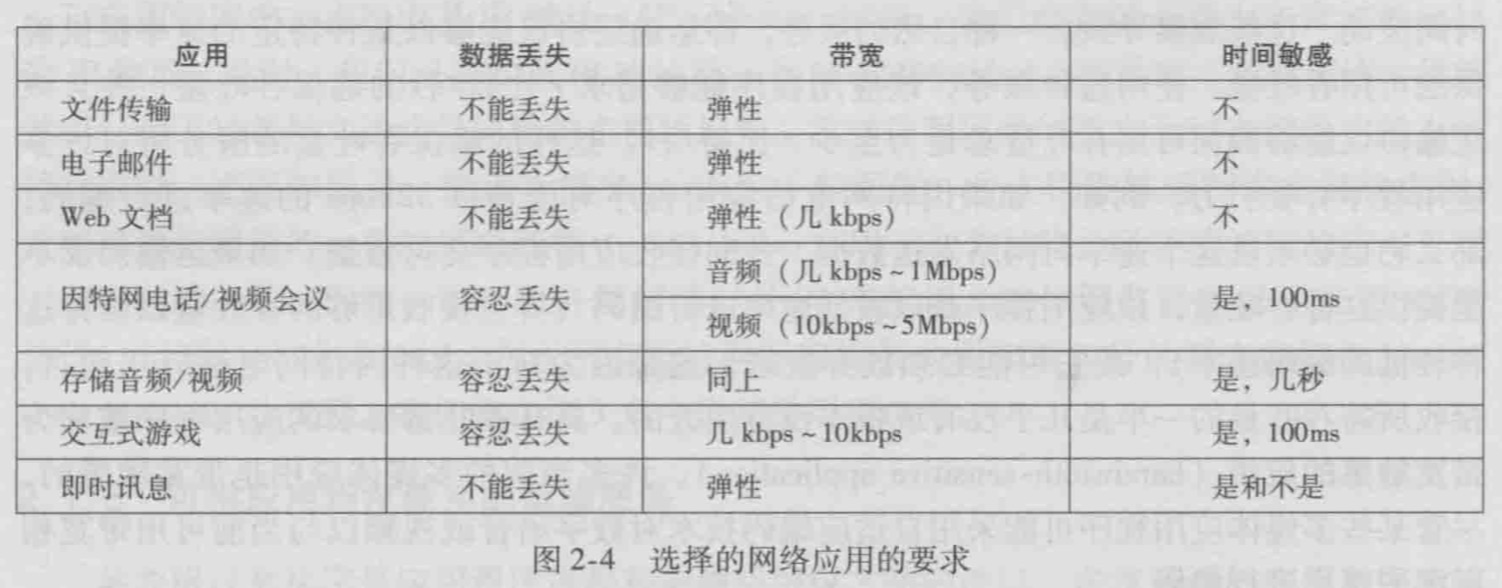 应用 数据丢失 带宽 时间敏感
文件传输 不能丢失 弹性 不
电子邮件 不能丢失 弹性 不
Web 文档 不能丢失 弹性（几 kbps） 不
因特网电话/视频会议 容忍丢失 音频（几 kbps ~ 1Mbps） 是，100ms
视频（10kbps ~ 5Mbps）
存储音频/视频 容忍丢失 同上 是，几秒
交互式游戏 容忍丢失 几 kbps ~ 10kbps 是，100ms
即时讯息 不能丢失 弹性 是和不是
图 2-4 选择的网络应用的要求